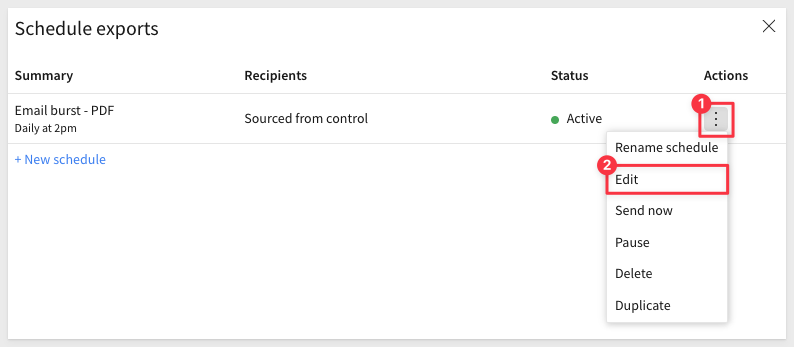 Schedule exports
Summary Recipients Status Actions
Email burst - PDF
Daily at 2pm
Sourced from control
Active
1
+ New schedule
Rename schedule
2
Edit
Send now
Pause
Delete
Duplicate